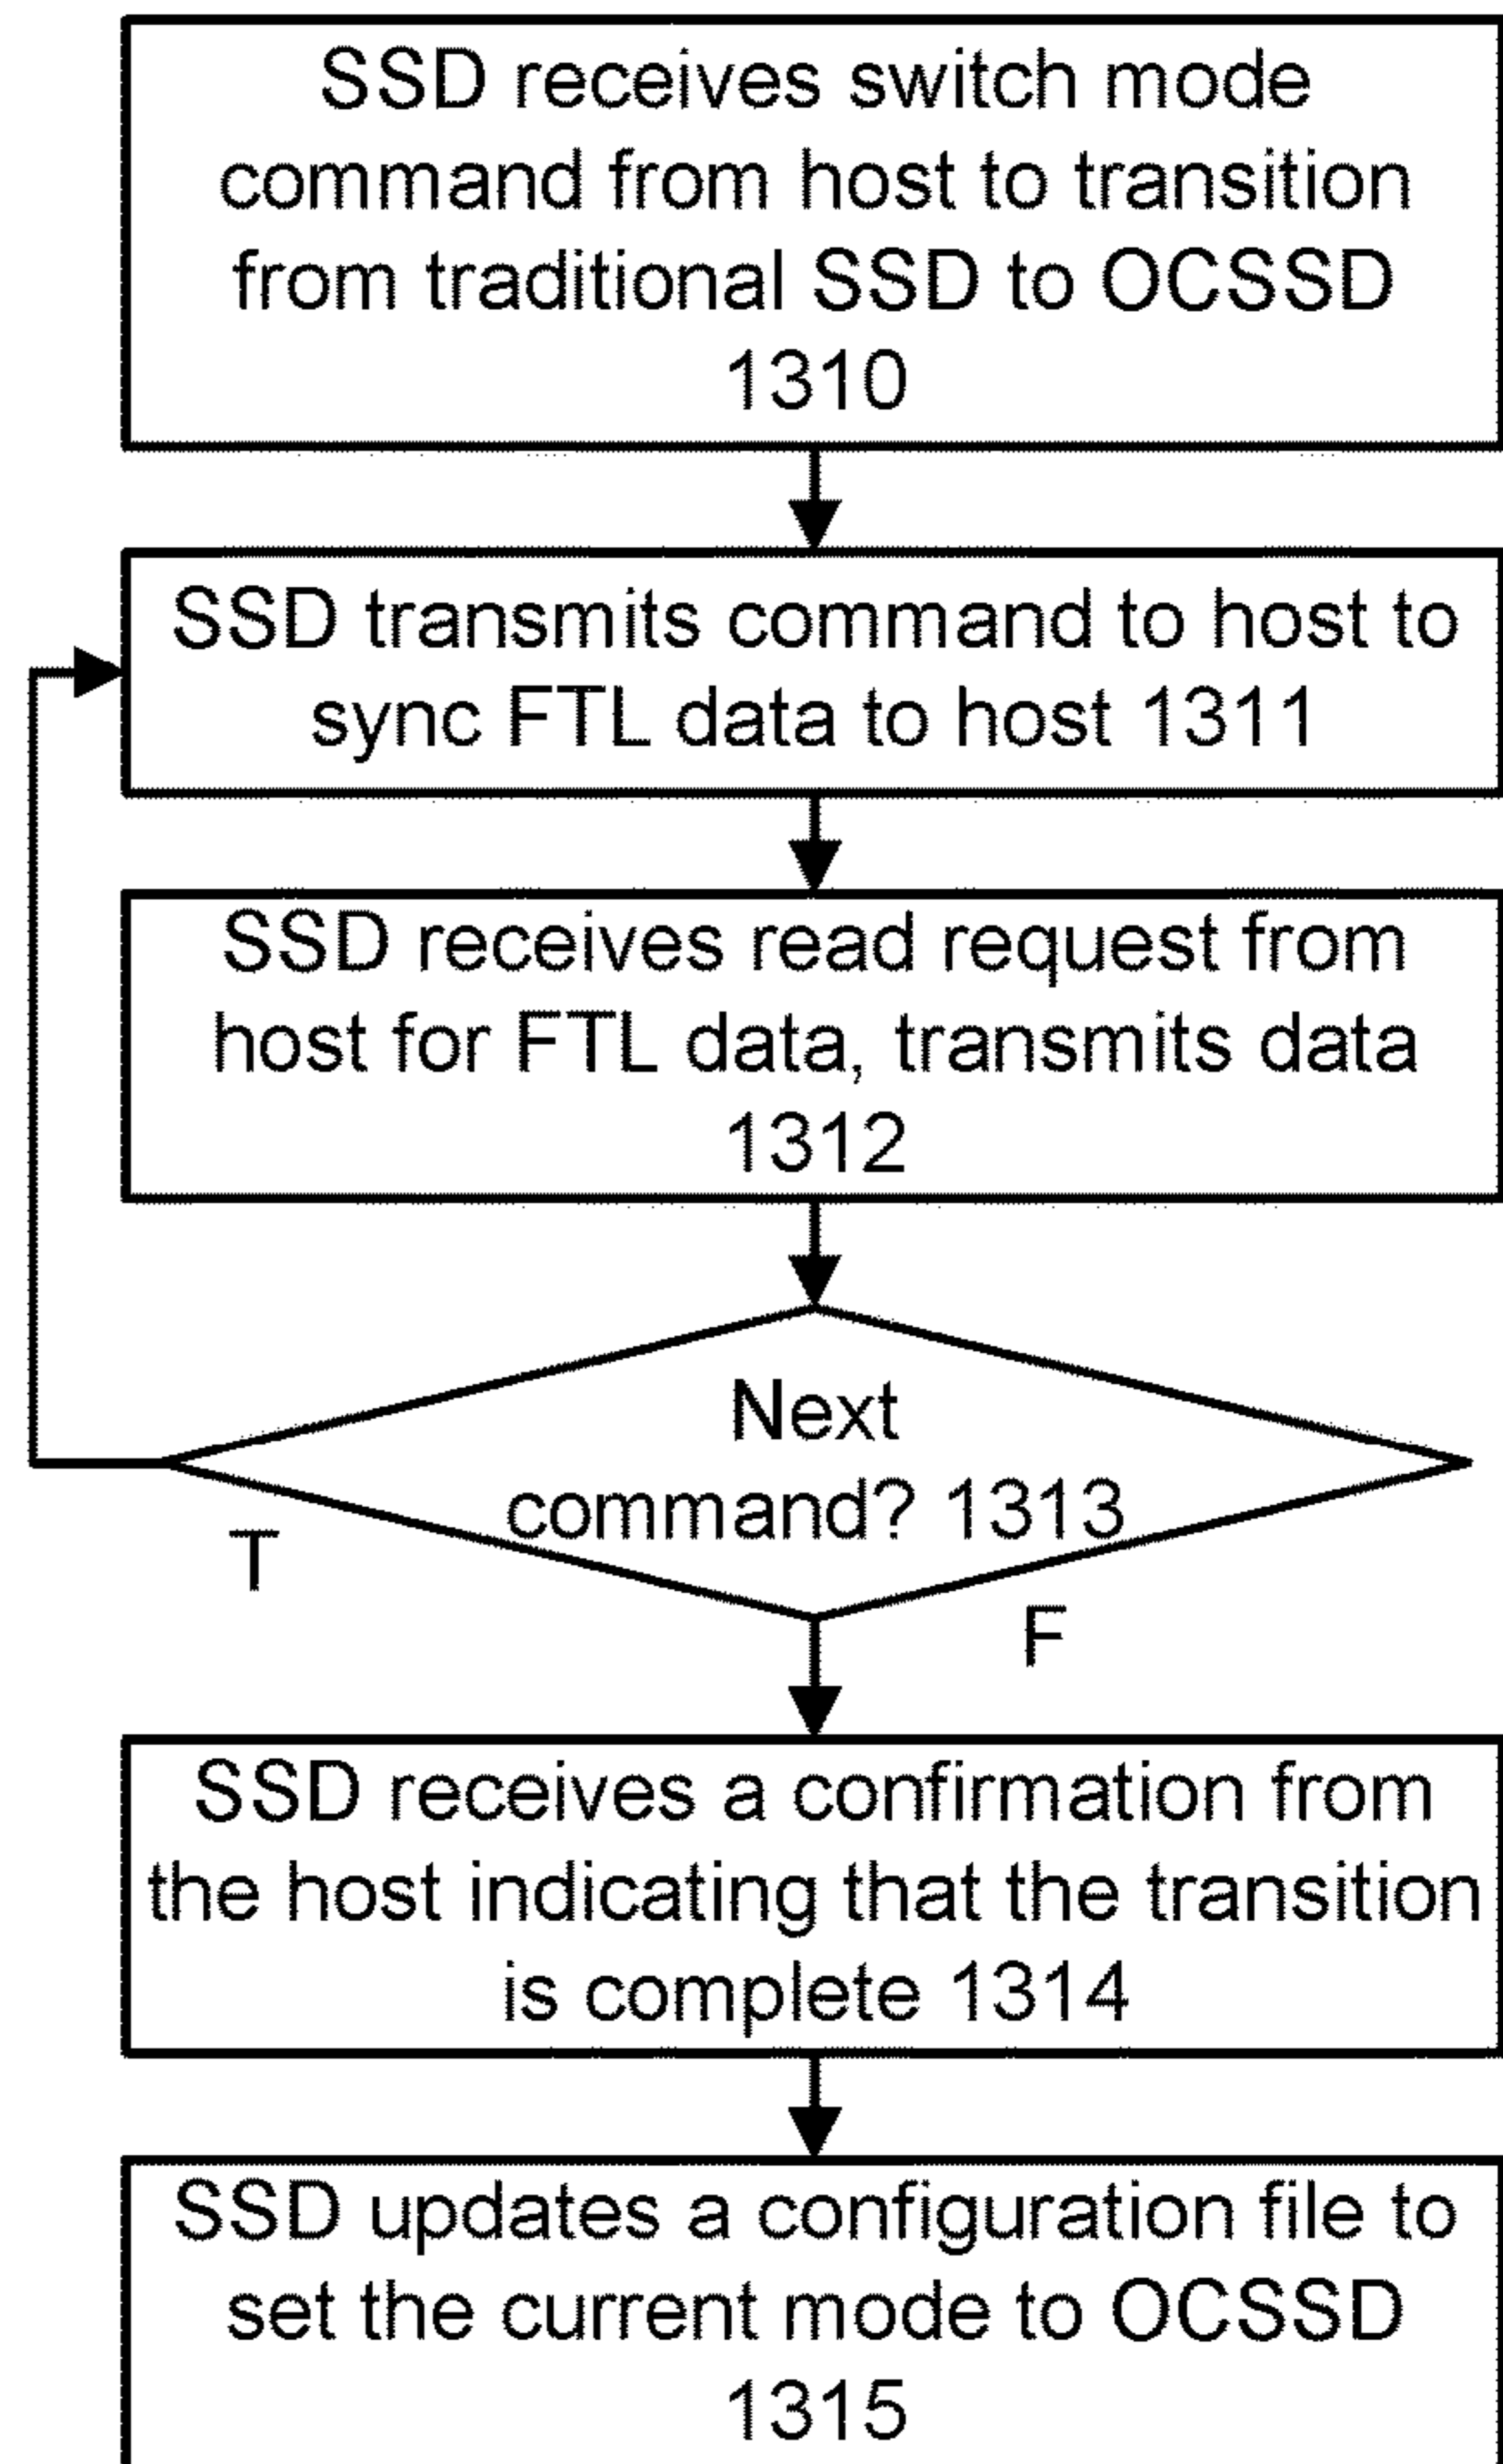 SSD receives switch mode
command from host to transition
from traditional SSD to OCSSD
1310
SSD transmits command to host to
sync FTL data to host 1311
SSD receives read request from
host for FTL data, transmits data
1312
Next
command? 1313
T
F
SSD receives a confirmation from
the host indicating that the transition
is complete 1314
SSD updates a configuration file to
set the current mode to OCSSD
1315